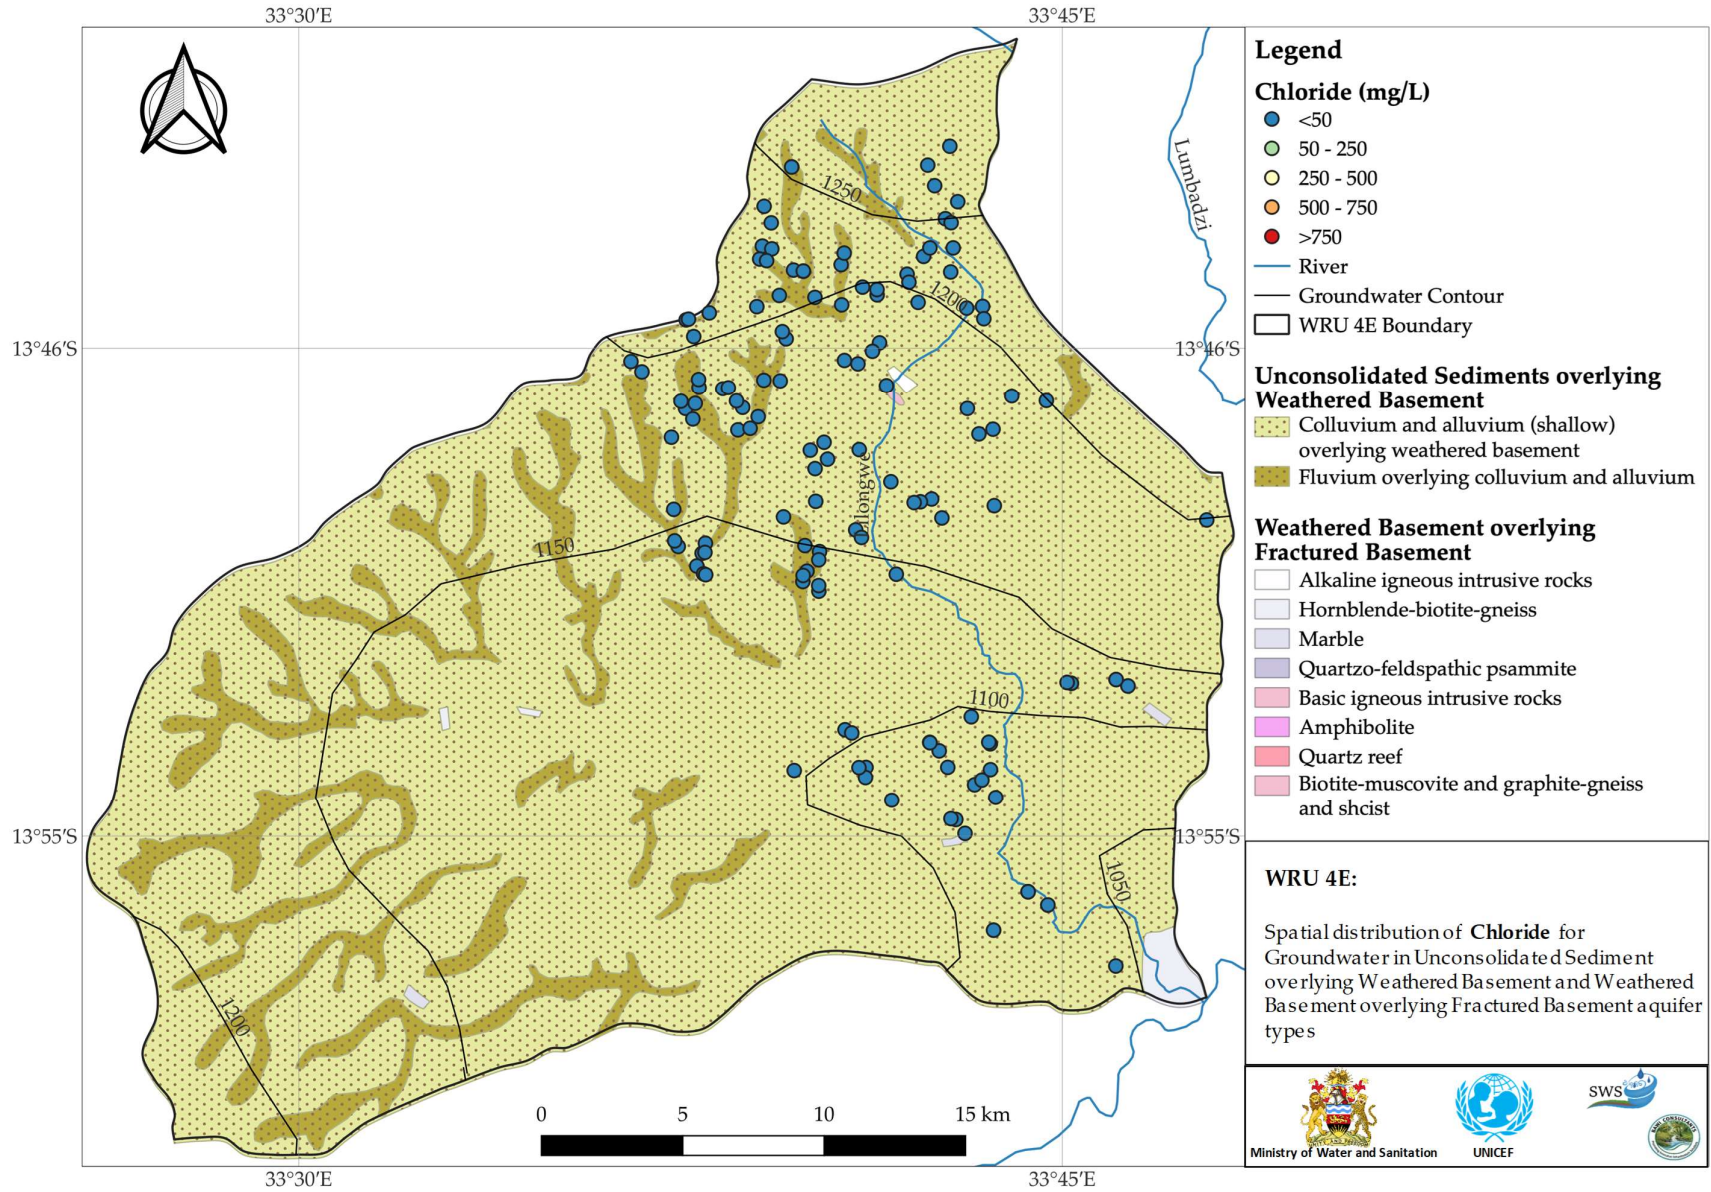 33°30′E
33°45′E
13°46′S
13°46′S
13°55′S
13°55′S
33°30′E
33°45′E
Lumbadzi
1250
1200
Lilongwe
1150
1100
1050
1200
0 5 10 15 km
Legend
Chloride (mg/L)
<50
50 - 250
250 - 500
500 - 750
>750
River
Groundwater Contour
WRU 4E Boundary
Unconsolidated Sediments overlying
Weathered Basement
Colluvium and alluvium (shallow)
overlying weathered basement
Fluvium overlying colluvium and alluvium
Weathered Basement overlying
Fractured Basement
Alkaline igneous intrusive rocks
Hornblende-biotite-gneiss
Marble
Quartzo-feldspathic psammite
Basic igneous intrusive rocks
Amphibolite
Quartz reef
Biotite-muscovite and graphite-gneiss
and shcist
WRU 4E:
Spatial distribution of Chloride for
Groundwater in Unconsolidated Sediment
overlying Weathered Basement and Weathered
Basement overlying Fractured Basement aquifer
types
Ministry of Water and Sanitation
UNICEF
SWS